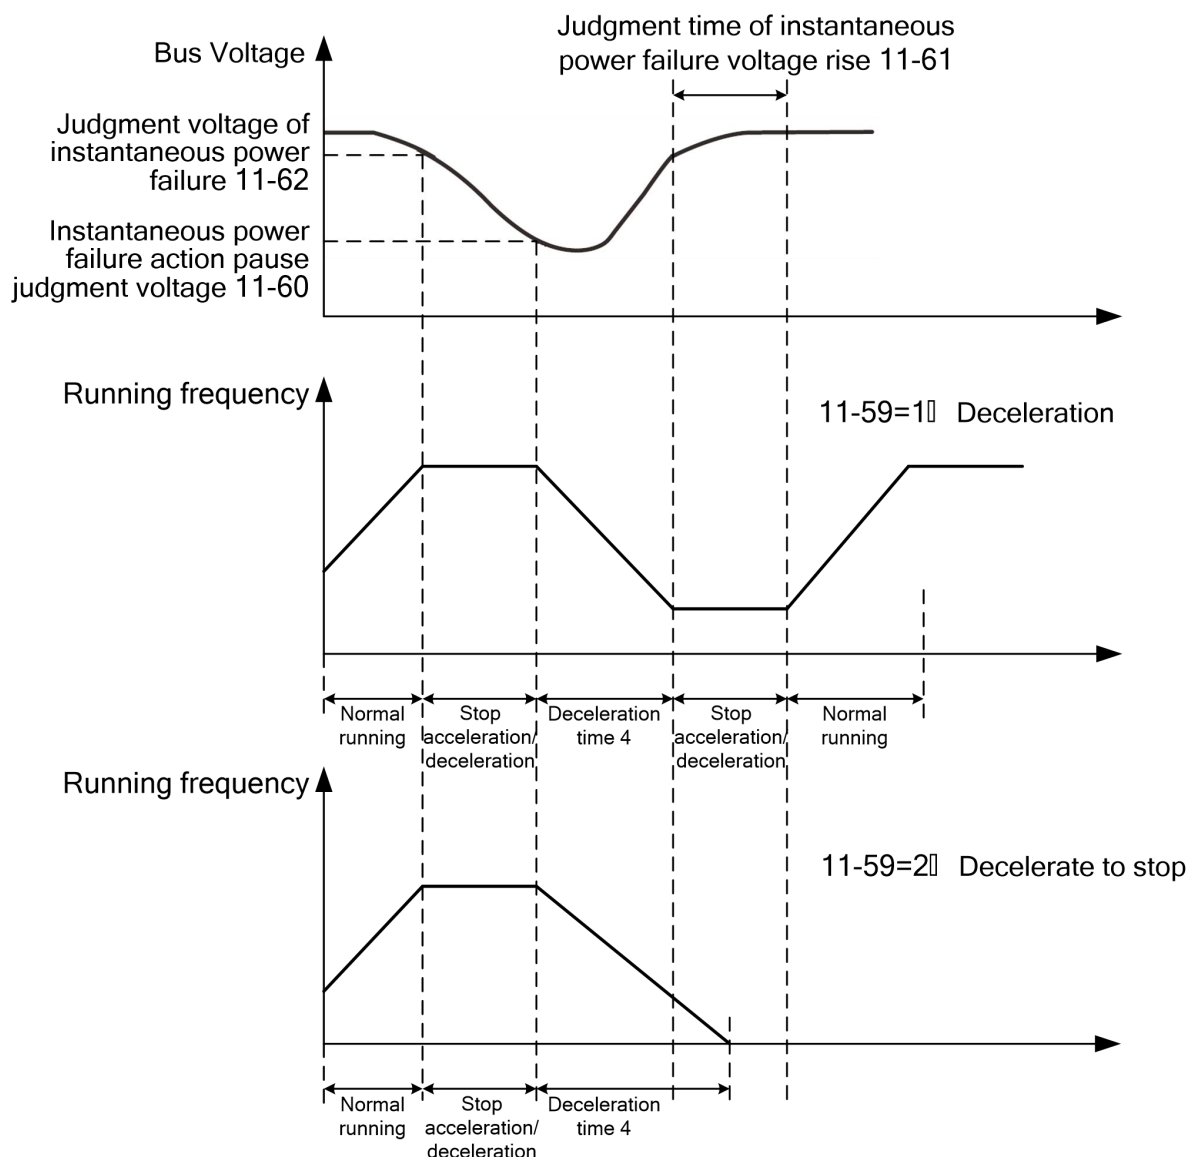 Judgment time of instantaneous
power failure voltage rise 11-61
Bus Voltage
Judgment voltage of
instantaneous power
failure 11-62
Instantaneous power
failure action pause
judgment voltage 11-60
Running frequency
11-59=1▯ Deceleration
Normal
running
Stop
acceleration/
deceleration
Deceleration
time 4
Stop
acceleration/
deceleration
Normal
running
Running frequency
11-59=2▯ Decelerate to stop
Normal
running
Stop
acceleration/
deceleration
Deceleration
time 4